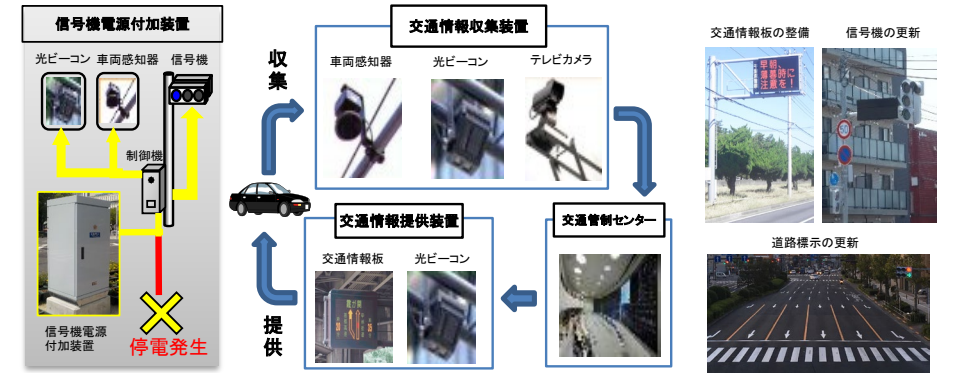 信号機電源付加装置
光ビーコン 車両感知器 信号機
制御機
信号機電源
付加装置
停電発生
収集
提供
交通情報収集装置
車両感知器 光ビーコン テレビカメラ
交通情報提供装置
交通情報板 光ビーコン
交通管制センター
交通情報板の整備
早朝、
薄暮時に
注意を!
信号機の更新
50
道路標示の更新